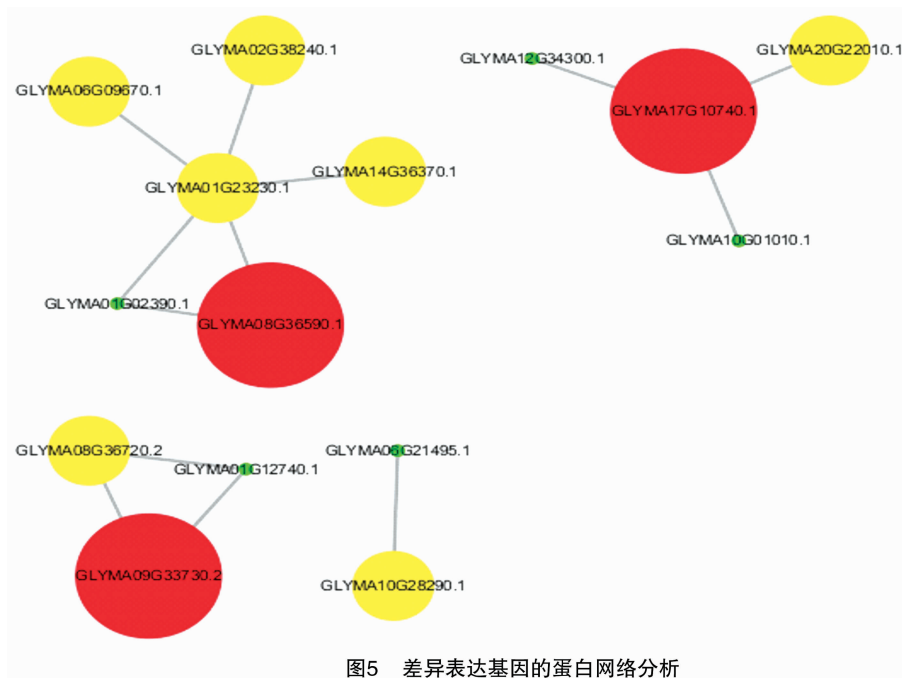 GLYMA02G38240.1
GLYMA06G09670.1
GLYMA14G36370.1
GLYMA01G23230.1
GLYMA01G02390.1
GLYMA08G36590.1
GLYMA12G34300.1
GLYMA20G22010.1
GLYMA17G10740.1
GLYMA10G01010.1
GLYMA08G36720.2
GLYMA01G12740.1
GLYMA09G33730.2
GLYMA06G21495.1
GLYMA10G28290.1
图5 差异表达基因的蛋白网络分析